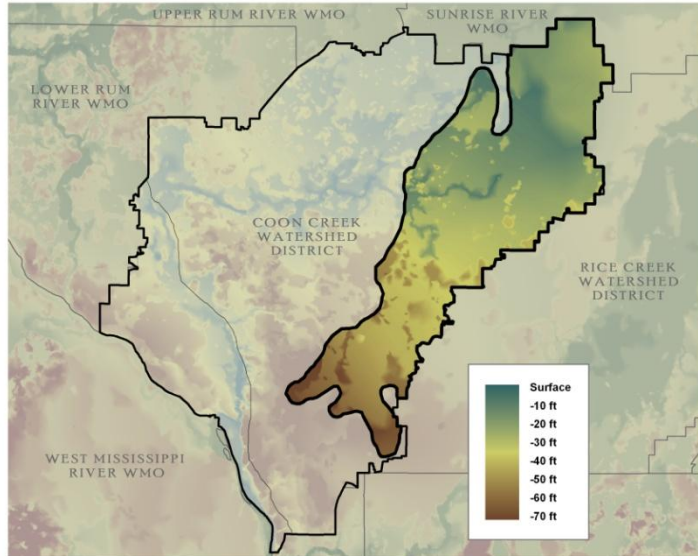 UPPER RUM RIVER WMO
SUNRISE RIVER
WMO
LOWER RUM
RIVER WMO
COON CREEK
WATERSHED
DISTRICT
RICE CREEK
WATERSHED
DISTRICT
WEST MISSISSIPPI
RIVER WMO
Surface
-10 ft
-20 ft
-30 ft
-40 ft
-50 ft
-60 ft
-70 ft